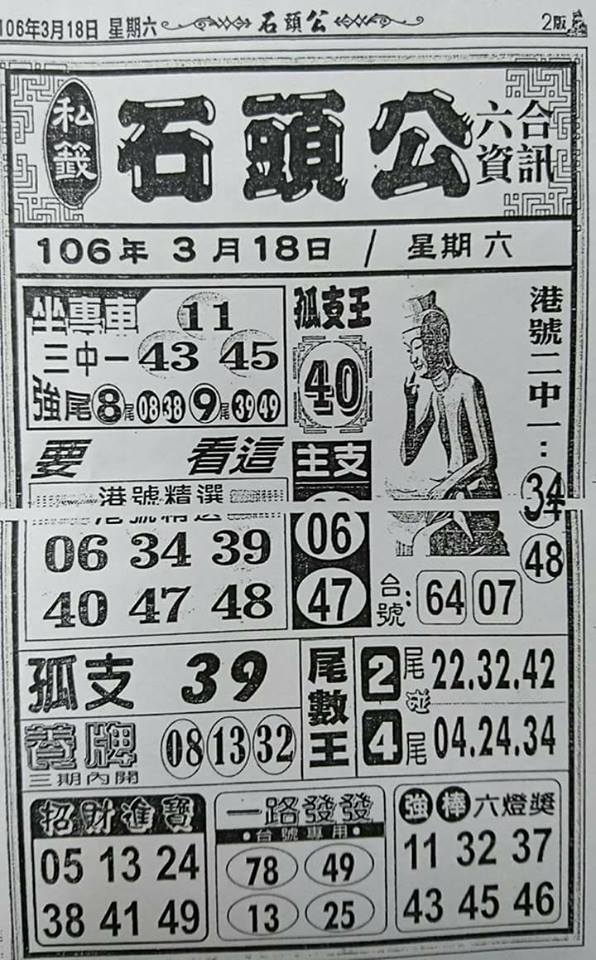 106年3月18日 星期六
石頭公
2版
私籤
石頭公
六合
資訊
106年3月18日 / 星期六
坐專車 11
三中一 43 45
強尾 8尾 08 38 9尾 39 49
孤支王
40
港號二中一:
34
48
要 看這
港號精選
06 34 39
40 47 48
主支
06
47
台號: 64 07
孤支 39
養牌 08 13 32
三期內開
尾數王
2尾 22.32.42
碰
4尾 04.24.34
招財進寶
05 13 24
38 41 49
一路發發
•台號專用•
78 49
13 25
強棒六燈獎
11 32 37
43 45 46